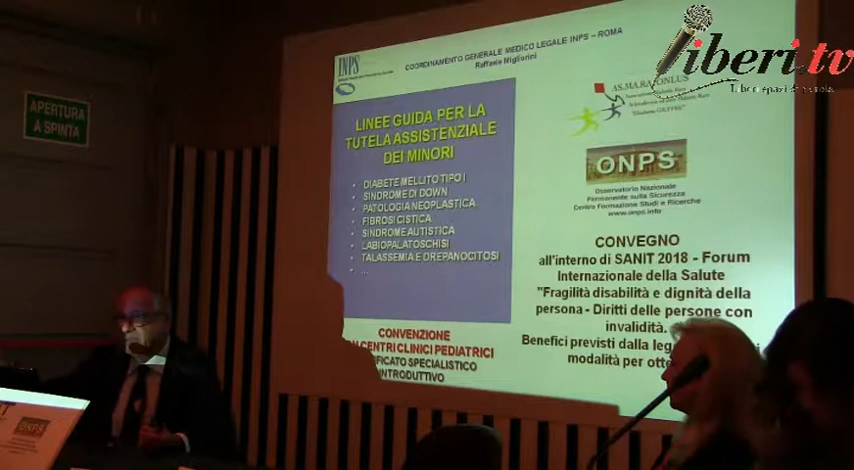 APERTURA
A SPINTA
INPS
COORDINAMENTO GENERALE MEDICO LEGALE INPS – ROMA
Raffaele Migliorini
liberi.tv
AS.MA.RA ONLUS
LINEE GUIDA PER LA
TUTELA ASSISTENZIALE
DEI MINORI
• DIABETE MELLITO TIPO I
• SINDROME DI DOWN
• PATOLOGIA NEOPLASTICA
• FIBROSI CISTICA
• SINDROME AUTISTICA
• LABIOPALATOSCHISI
• TALASSEMIA E DREPANOCITOSI
• ...
CONVENZIONE
N CENTRI CLINICI PEDIATRICI
IFICATO SPECIALISTICO
INTRODUTTIVO
ONPS
Osservatorio Nazionale
Permanente sulla Sicurezza
Centro Formazione Studi e Ricerche
www.onps.info
CONVEGNO
all'interno di SANIT 2018 - Forum
Internazionale della Salute
"Fragilità disabilità e dignità della
persona - Diritti delle persone con
invalidità.
Benefici previsti dalla leg
modalità per otte
ONPS